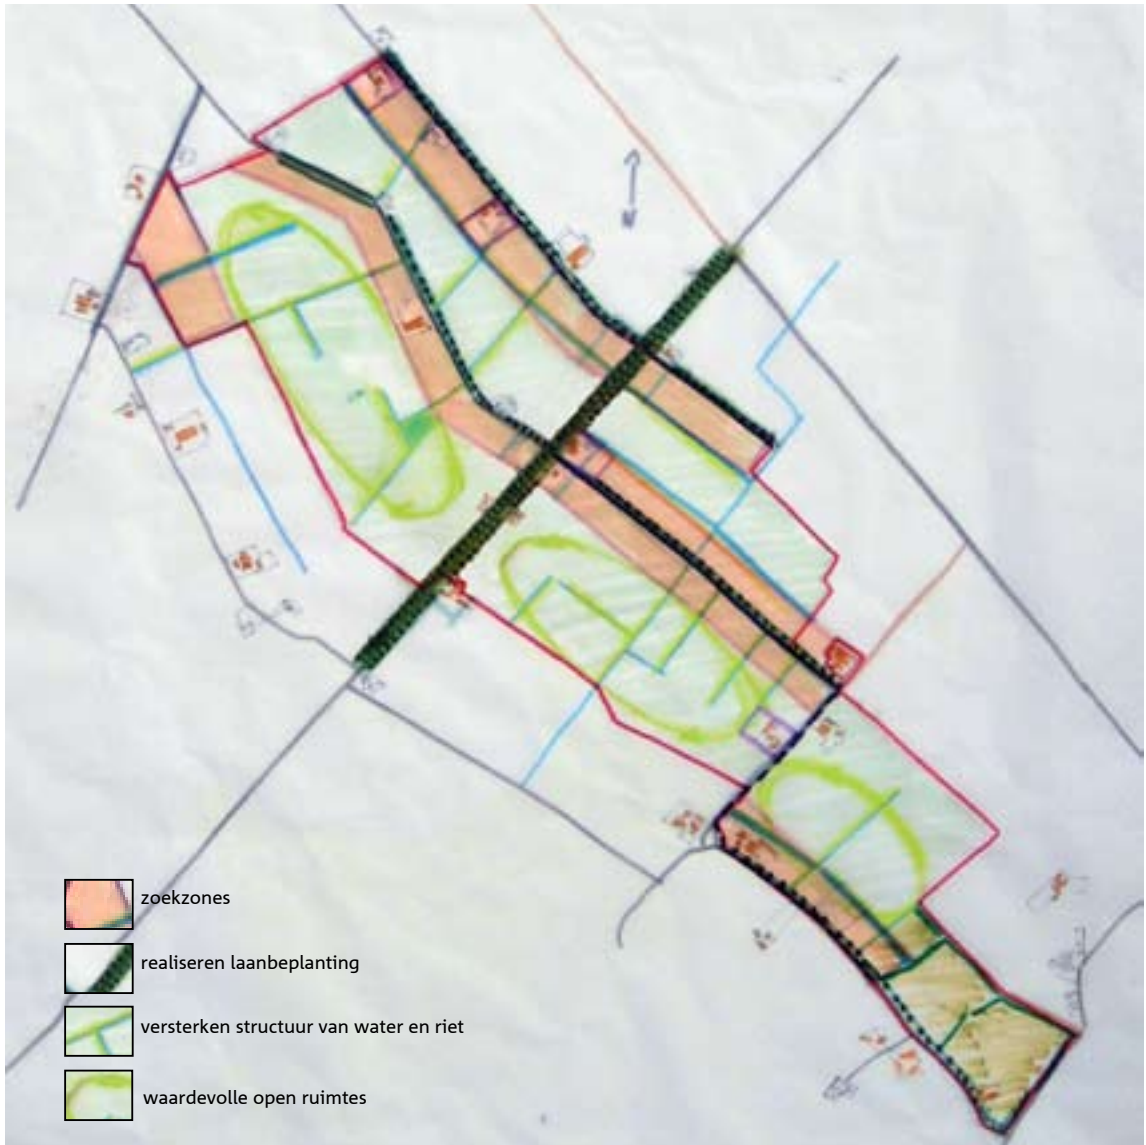 zoekzones
realiseren laanbeplanting
versterken structuur van water en riet
waardevolle open ruimtes